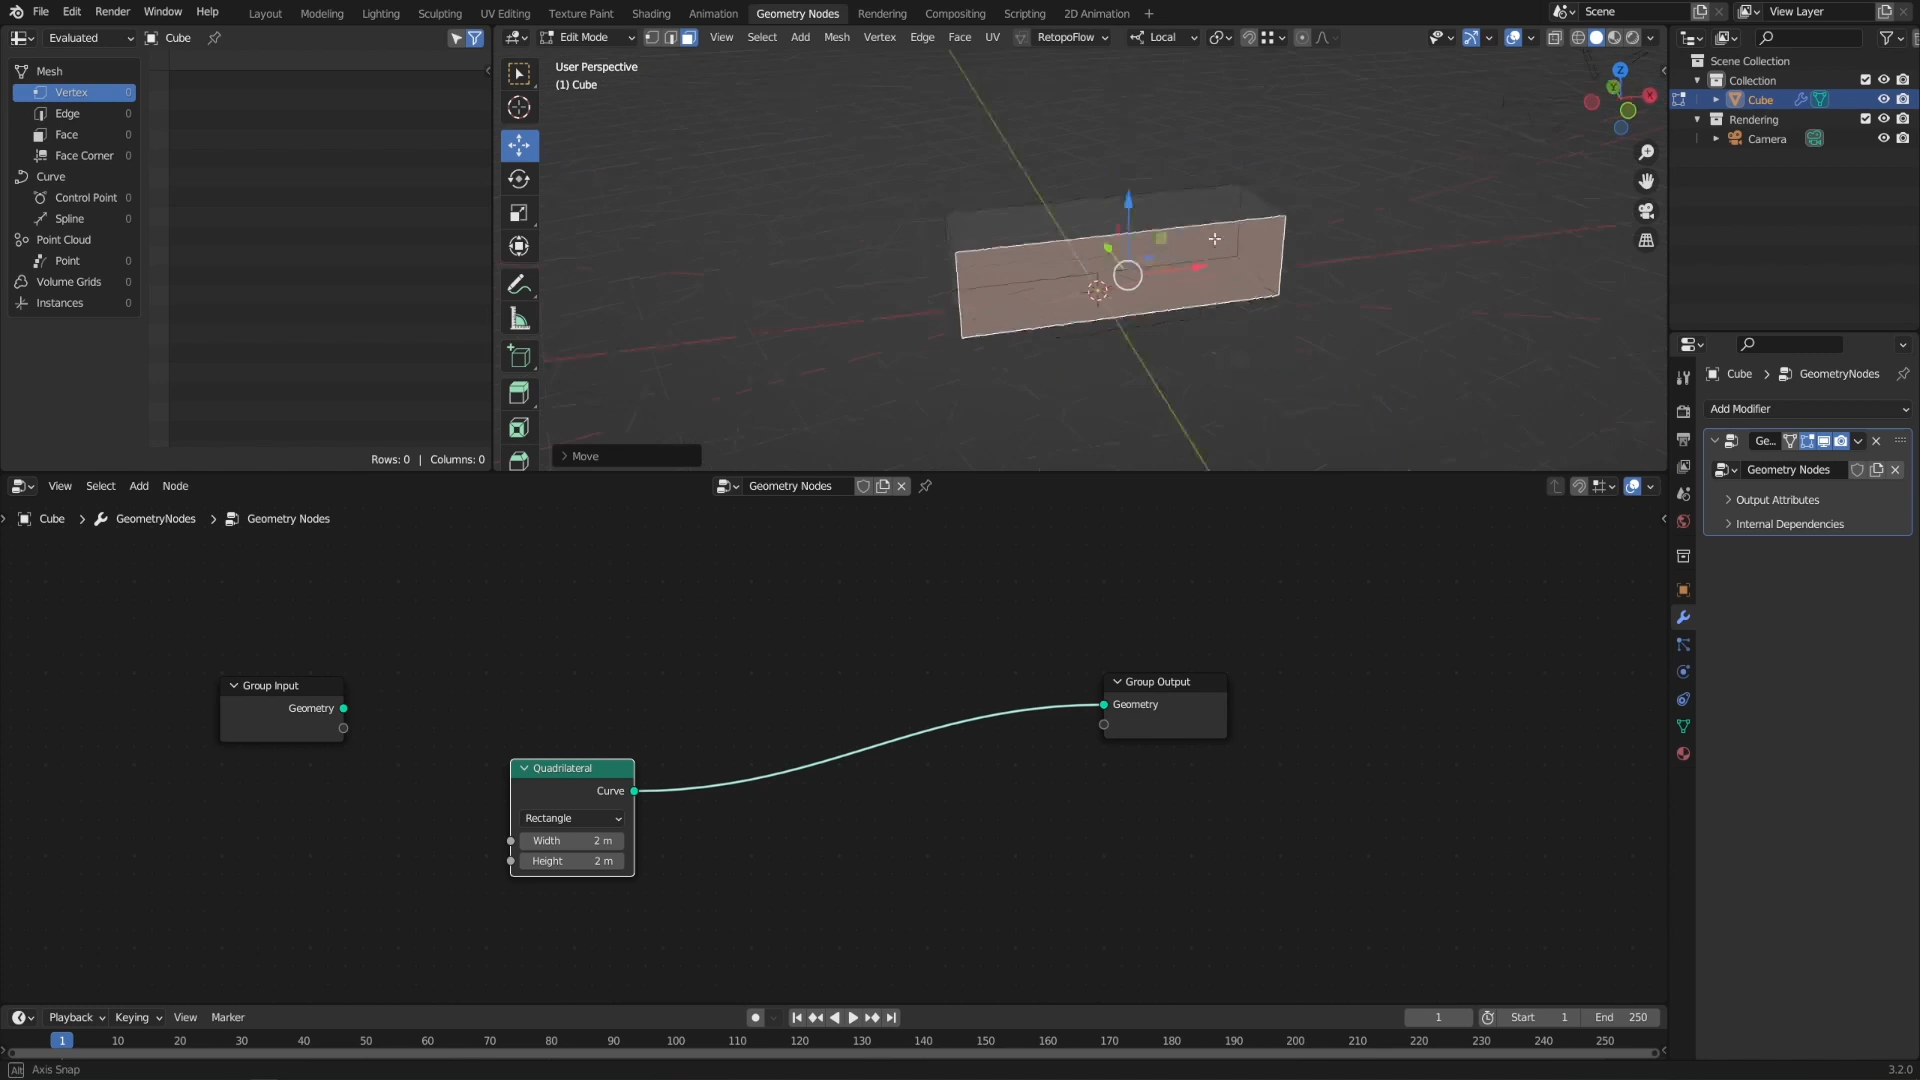 File Edit Render Window Help Layout Modeling Lighting Sculpting UV Editing Texture Paint Shading Animation Geometry Nodes Rendering Compositing Scripting 2D Animation + Scene View Layer
Evaluated Cube
Edit Mode View Select Add Mesh Vertex Edge Face UV RetopoFlow Local
Mesh
Vertex 0
Edge 0
Face 0
Face Corner 0
Curve
Control Point 0
Spline 0
Point Cloud
Point 0
Volume Grids 0
Instances 0
Rows: 0 | Columns: 0
User Perspective
(1) Cube
Z
Y
X
> Move
Scene Collection
Collection
Cube
Rendering
Camera
Cube > GeometryNodes
Add Modifier
Ge...
Geometry Nodes
> Output Attributes
> Internal Dependencies
View Select Add Node Geometry Nodes
Cube > GeometryNodes > Geometry Nodes
Group Input
Geometry
Quadrilateral
Curve
Rectangle
Width 2 m
Height 2 m
Group Output
Geometry
Playback Keying View Marker 1 Start 1 End 250
1 10 20 30 40 50 60 70 80 90 100 110 120 130 140 150 160 170 180 190 200 210 220 230 240 250
Alt Axis Snap 3.2.0